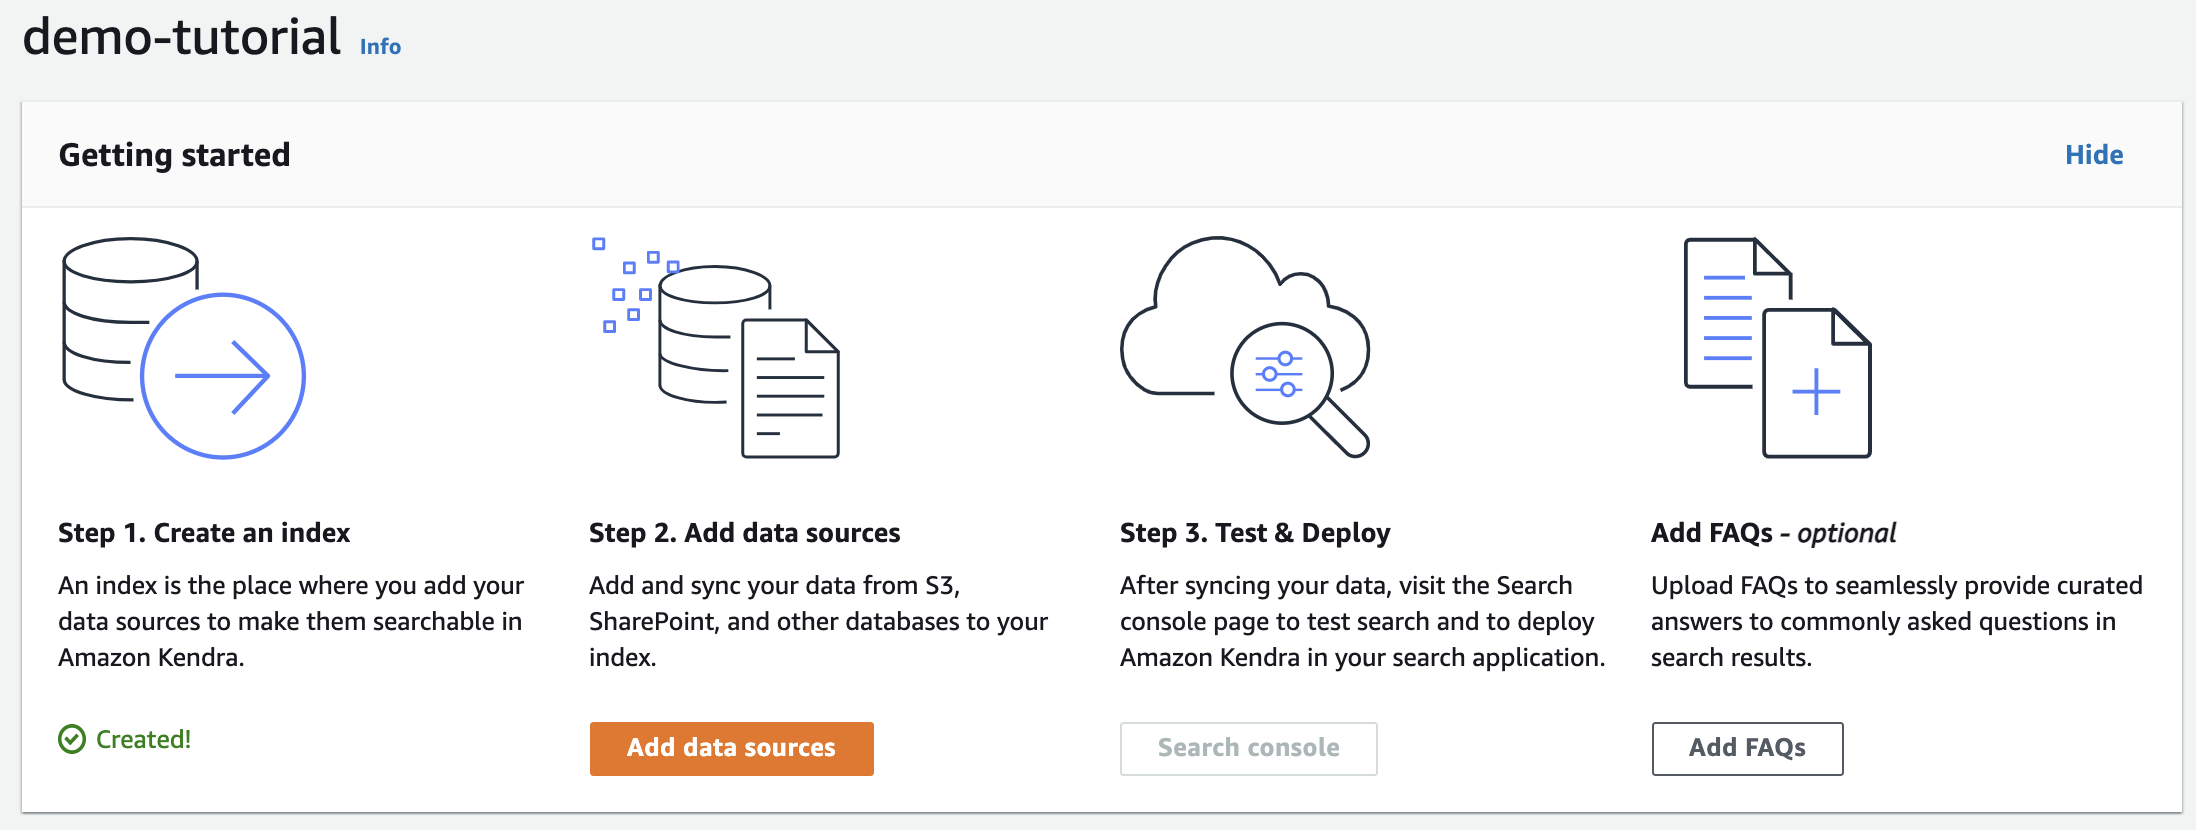 demo-tutorial Info
Getting started
Hide
Step 1. Create an index
An index is the place where you add your
data sources to make them searchable in
Amazon Kendra.
Created!
Step 2. Add data sources
Add and sync your data from S3,
SharePoint, and other databases to your
index.
Add data sources
Step 3. Test & Deploy
After syncing your data, visit the Search
console page to test search and to deploy
Amazon Kendra in your search application.
Search console
Add FAQs - optional
Upload FAQs to seamlessly provide curated
answers to commonly asked questions in
search results.
Add FAQs